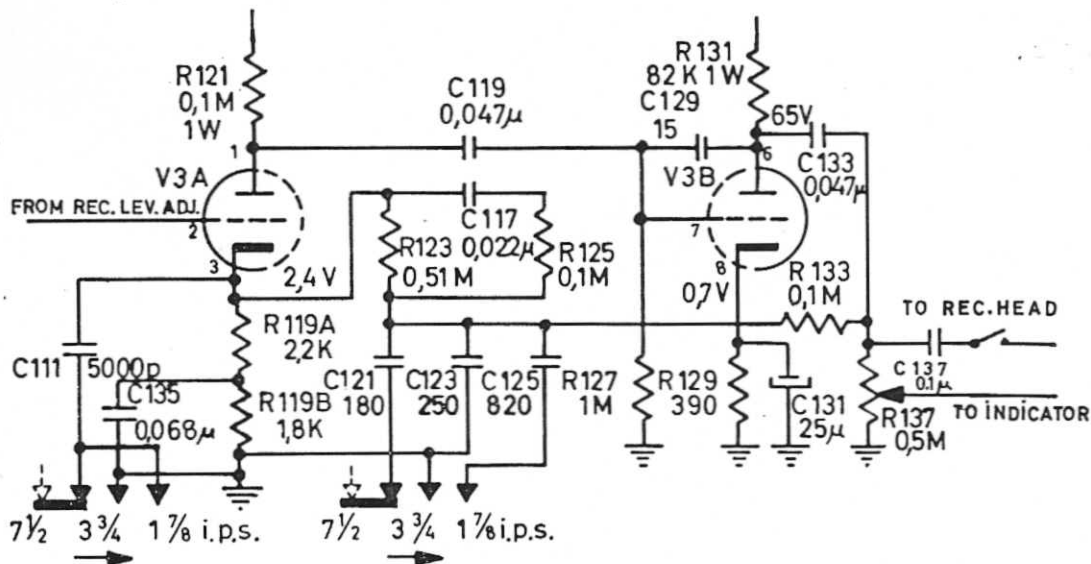 R121
0,1M
1W
C119
0,047µ
R131
82K 1W
C129
15
65V
C133
0,047µ
1
6
V3A
V3B
FROM REC. LEV. ADJ.
2
7
3
8
C117
0,022µ
R123
0,51M
R125
0,1M
2,4V
0,7V
R133
0,1M
R119A
2,2K
C111
5000p
C135
0,068µ
R119B
1,8K
C121
180
C123
250
C125
820
R127
1M
R129
390
C131
25µ
TO REC. HEAD
C137
0.1µ
TO INDICATOR
R137
0,5M
7½ 3¾ 1⅞ i.p.s.
7½ 3¾ 1⅞ i.p.s.